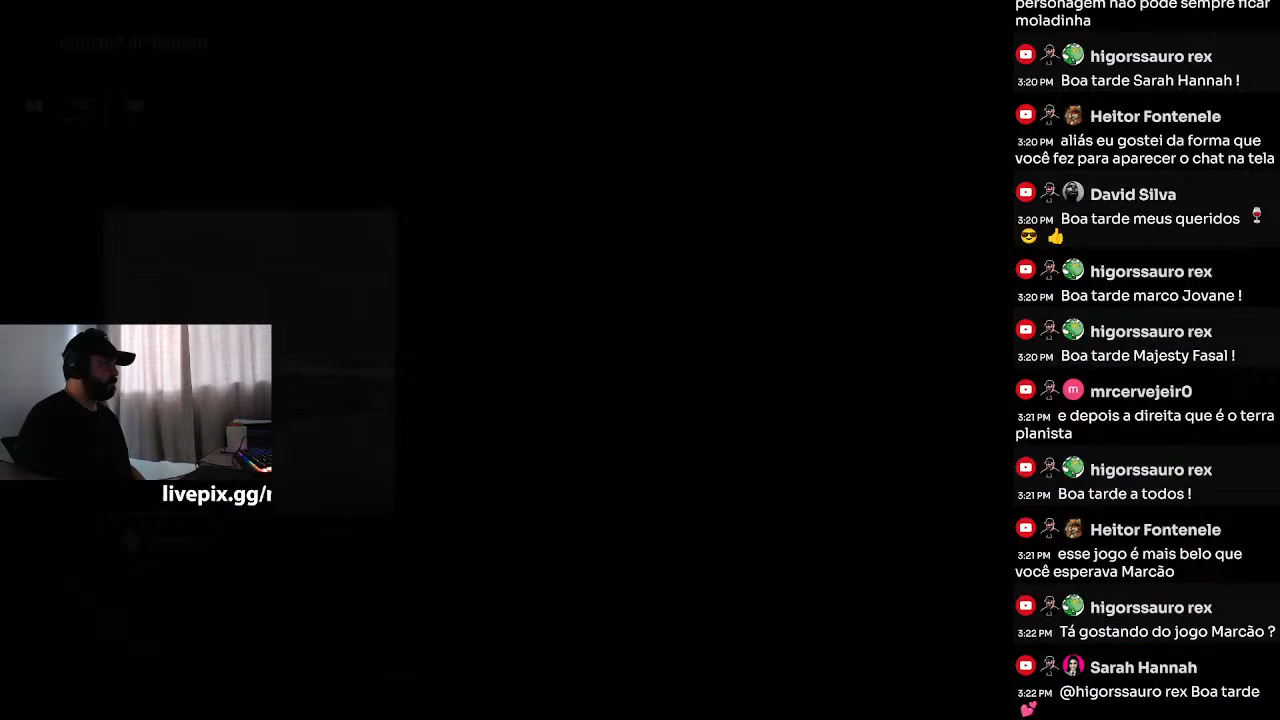 personagem não pode sempre ficar
moladinha
higorssauro rex
3:20 PM Boa tarde Sarah Hannah !
Heitor Fontenele
3:20 PM aliás eu gostei da forma que
você fez para aparecer o chat na tela
David Silva
3:20 PM Boa tarde meus queridos 🍷
😎 👍
higorssauro rex
3:20 PM Boa tarde marco Jovane !
higorssauro rex
3:20 PM Boa tarde Majesty Fasal !
m mrcervejeir0
3:21 PM e depois a direita que é o terra
planista
higorssauro rex
3:21 PM Boa tarde a todos !
Heitor Fontenele
3:21 PM esse jogo é mais belo que
você esperava Marcão
higorssauro rex
3:22 PM Tá gostando do jogo Marcão ?
Sarah Hannah
3:22 PM @higorssauro rex Boa tarde
💕
livepix.gg/